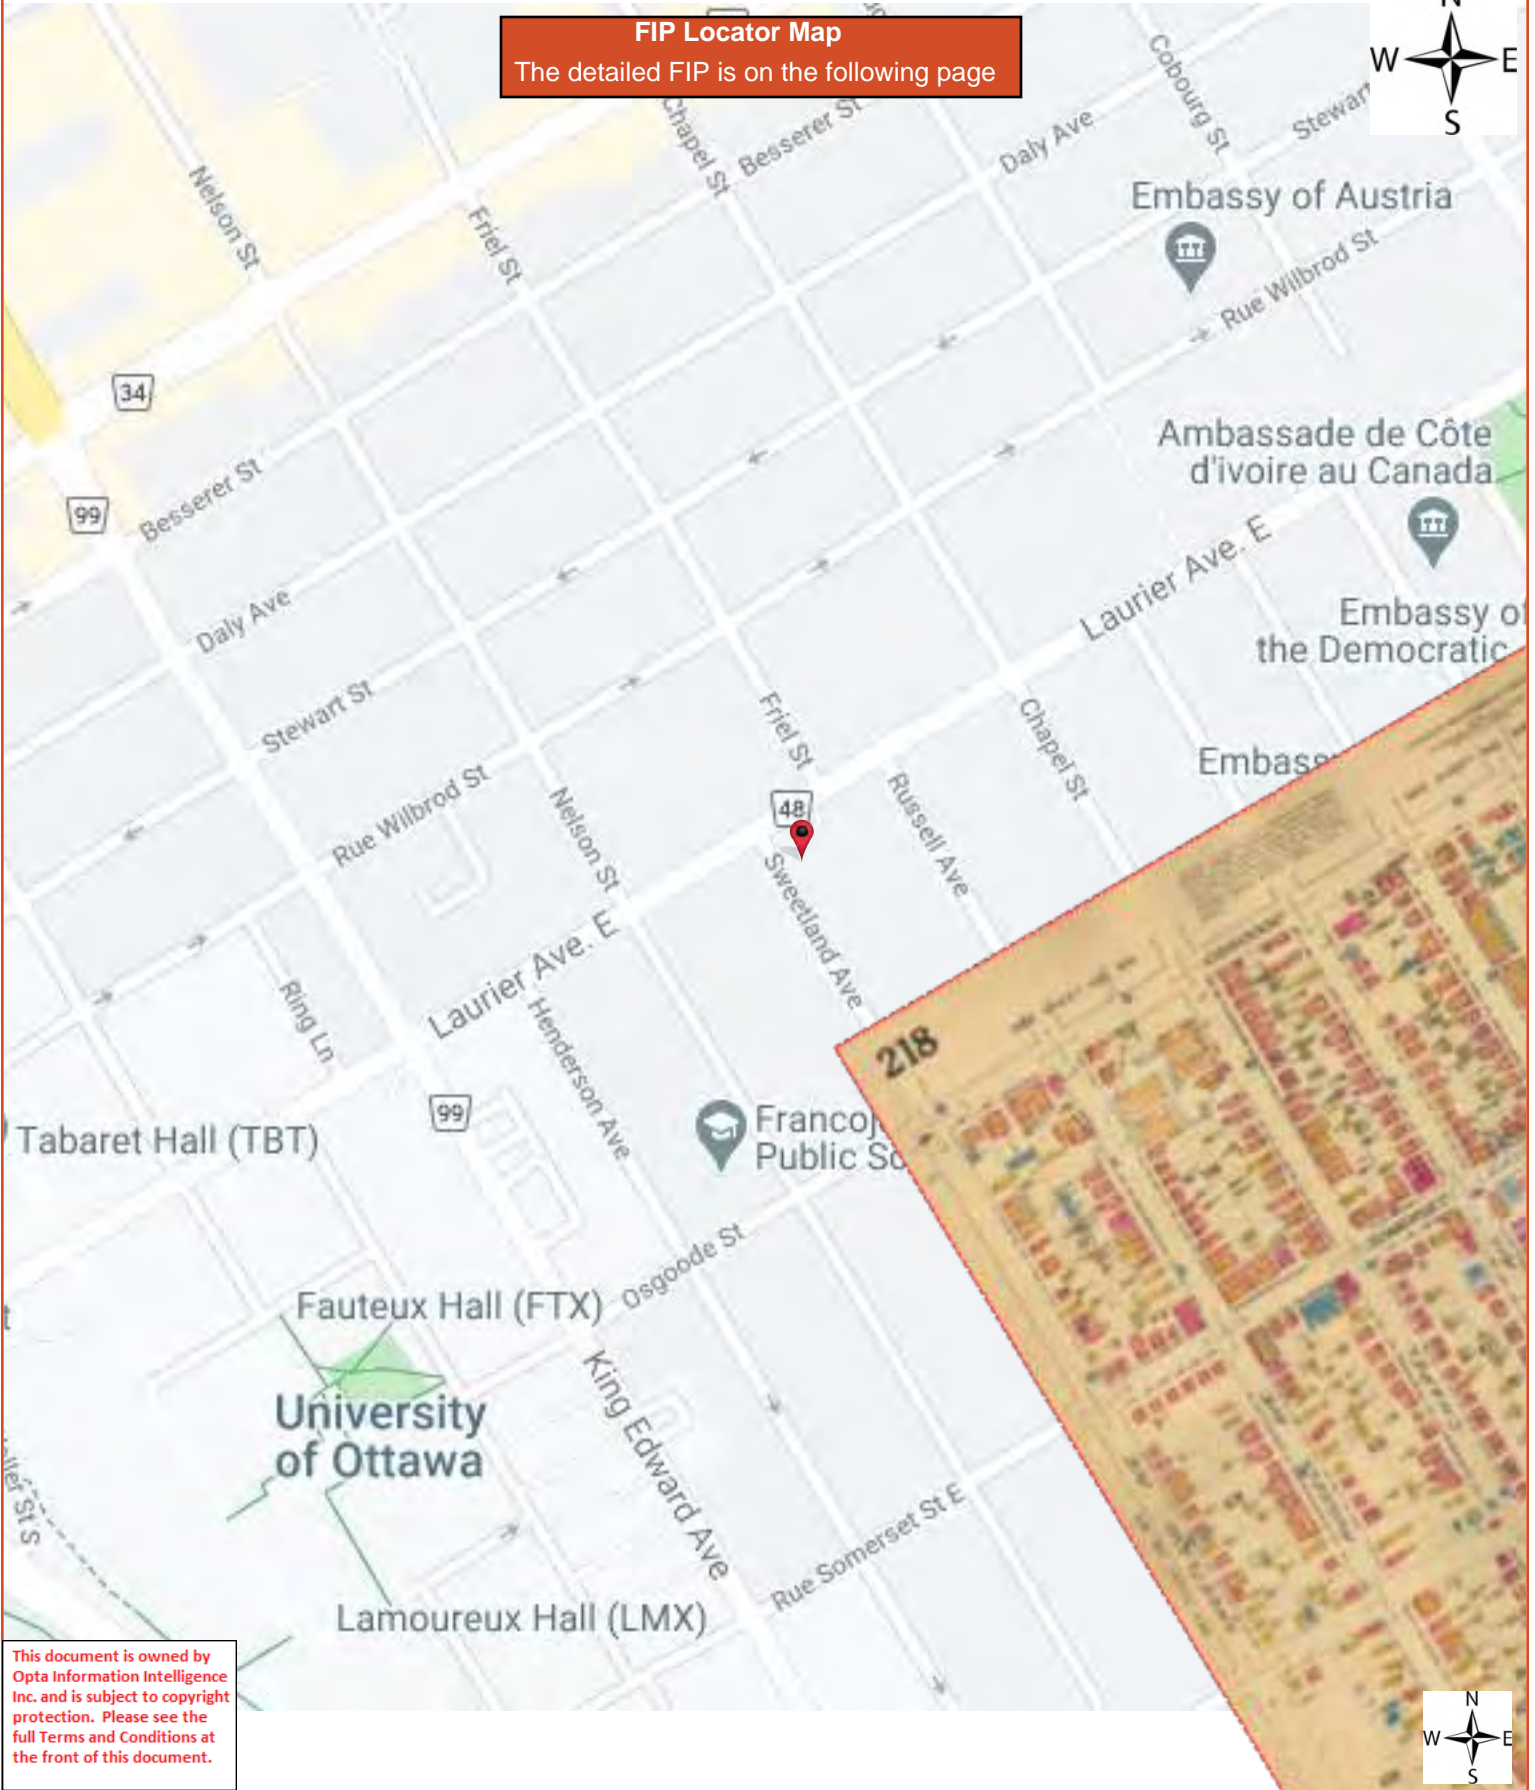 FIP Locator Map
The detailed FIP is on the following page
N
W E
S
Cobourg St
Stewart
Chapel St
Besserer St
Daly Ave
Nelson St
Friel St
Embassy of Austria
Rue Wilbrod St
34
Ambassade de Côte
d'ivoire au Canada
99
Besserer St
Laurier Ave. E
Daly Ave
Embassy of
the Democratic
Stewart St
Friel St
Chapel St
Embass
Rue Wilbrod St
Nelson St
48
Russell Ave
Sweetland Ave
Laurier Ave. E
Ring Ln
Henderson Ave
218
99
Tabaret Hall (TBT)
Francoj
Public Sc
Osgoode St
Fauteux Hall (FTX)
King Edward Ave
University
of Ottawa
Rue Somerset St E
Lamoureux Hall (LMX)
This document is owned by
Opta Information Intelligence
Inc. and is subject to copyright
protection. Please see the
full Terms and Conditions at
the front of this document.
N
W E
S